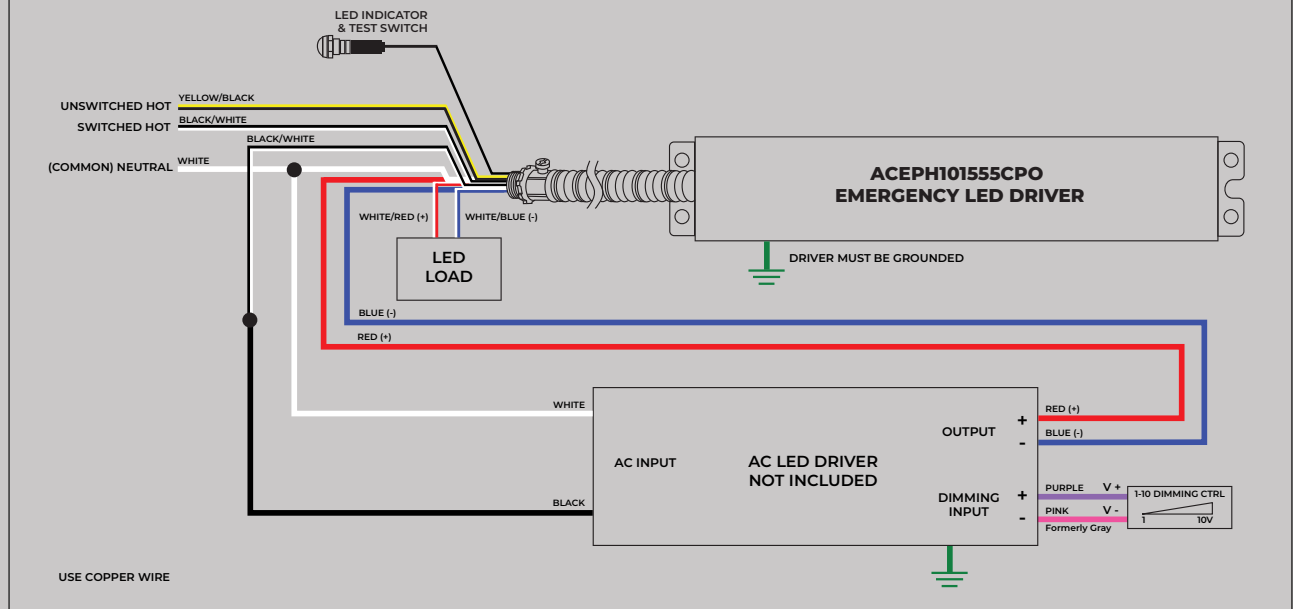 LED INDICATOR
& TEST SWITCH
UNSWITCHED HOT
YELLOW/BLACK
SWITCHED HOT
BLACK/WHITE
BLACK/WHITE
(COMMON) NEUTRAL
WHITE
ACEPH101555CPO
EMERGENCY LED DRIVER
WHITE/RED (+)
WHITE/BLUE (-)
LED
LOAD
DRIVER MUST BE GROUNDED
BLUE (-)
RED (+)
WHITE
AC INPUT
BLACK
AC LED DRIVER
NOT INCLUDED
OUTPUT
+
-
RED (+)
BLUE (-)
DIMMING
INPUT
+
-
PURPLE
V +
PINK
V -
Formerly Gray
1-10 DIMMING CTRL
1
10V
USE COPPER WIRE